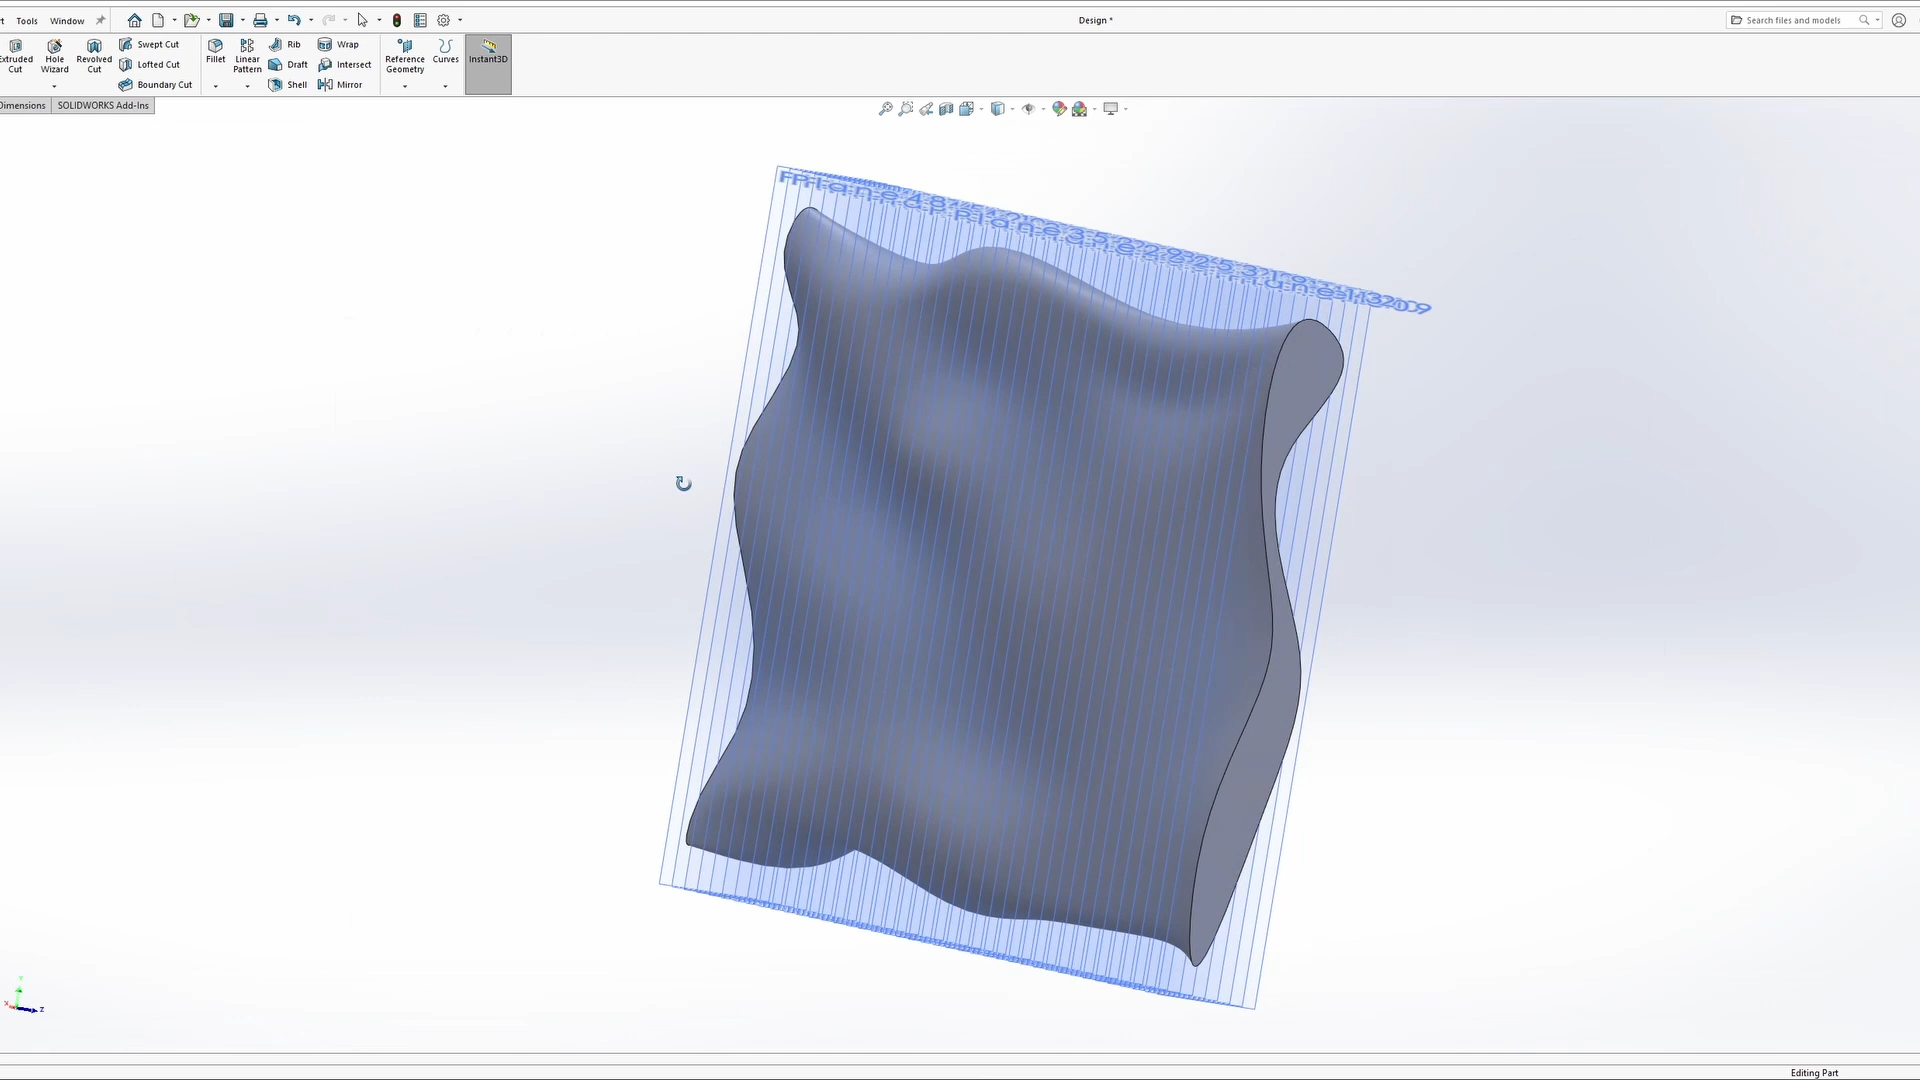 Tools Window
Design *
Search files and models
Extruded Cut
Hole Wizard
Revolved Cut
Swept Cut
Lofted Cut
Boundary Cut
Fillet
Linear Pattern
Rib
Draft
Shell
Wrap
Intersect
Mirror
Reference Geometry
Curves
Instant3D
Dimensions
SOLIDWORKS Add-Ins
Y
X
Z
Editing Part